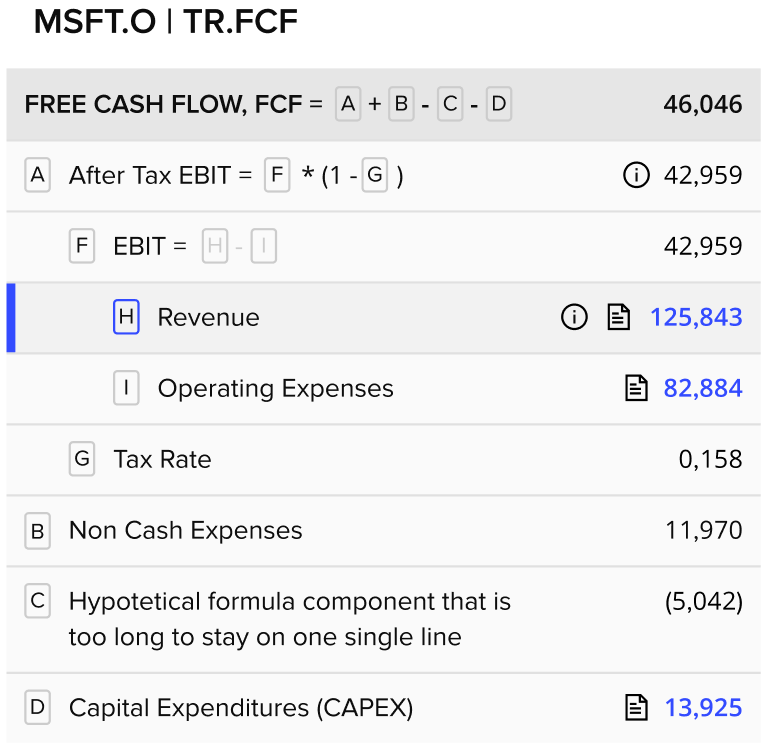 MSFT.O | TR.FCF
FREE CASH FLOW, FCF = A + B - C - D 46,046
A After Tax EBIT = F * (1 - G ) 42,959
F EBIT = H - I 42,959
H Revenue 125,843
I Operating Expenses 82,884
G Tax Rate 0,158
B Non Cash Expenses 11,970
C Hypotetical formula component that is (5,042)
too long to stay on one single line
D Capital Expenditures (CAPEX) 13,925